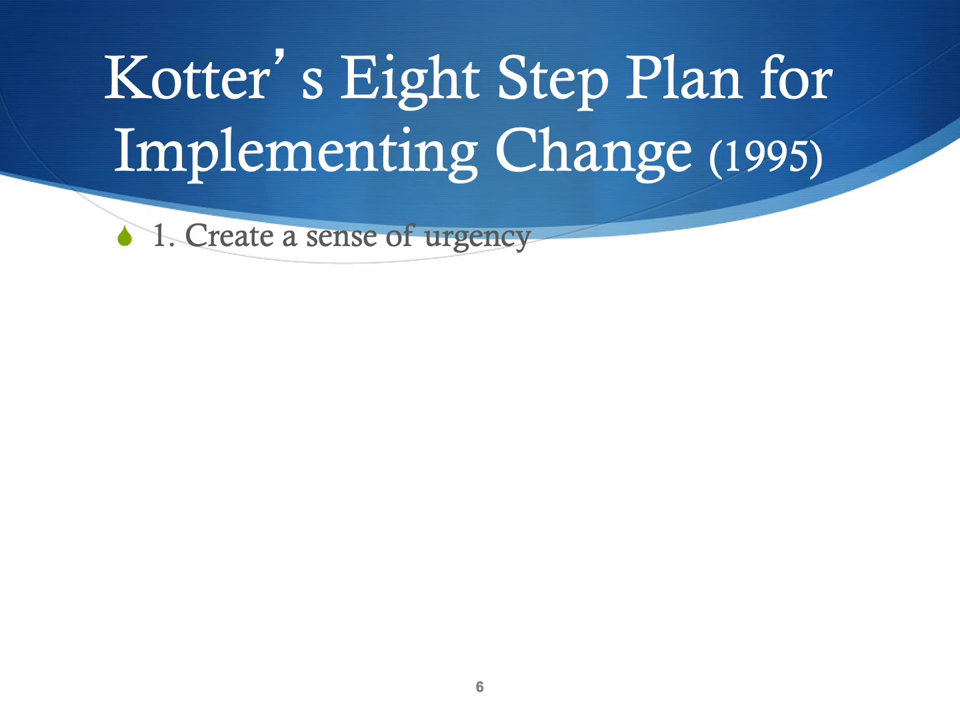 Kotter’s Eight Step Plan for
Implementing Change (1995)
1. Create a sense of urgency
6